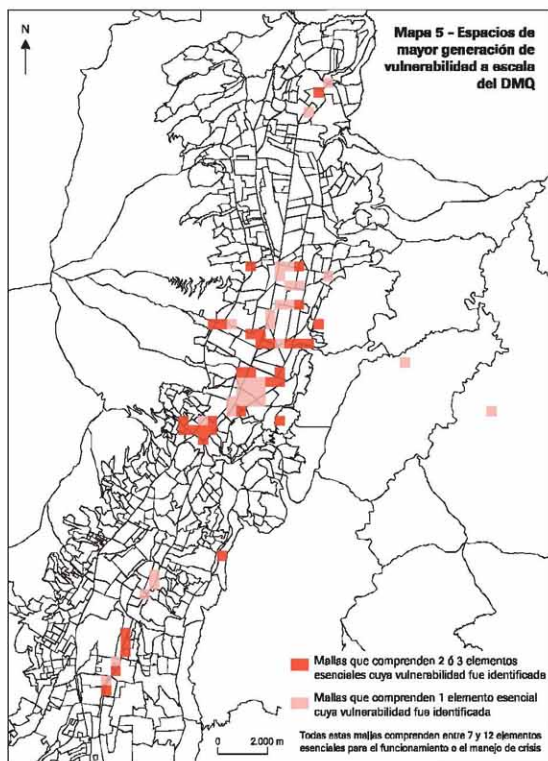 N
Mapa 5 - Espacios de
mayor generación de
vulnerabilidad a escala
del DMQ
Mallas que comprenden 2 ó 3 elementos
esenciales cuya vulnerabilidad fue identificada
Mallas que comprenden 1 elemento esencial
cuya vulnerabilidad fue identificada
0 2.000 m
Todas estas mallas comprenden entre 7 y 12 elementos
esenciales para el funcionamiento o el manejo de crisis